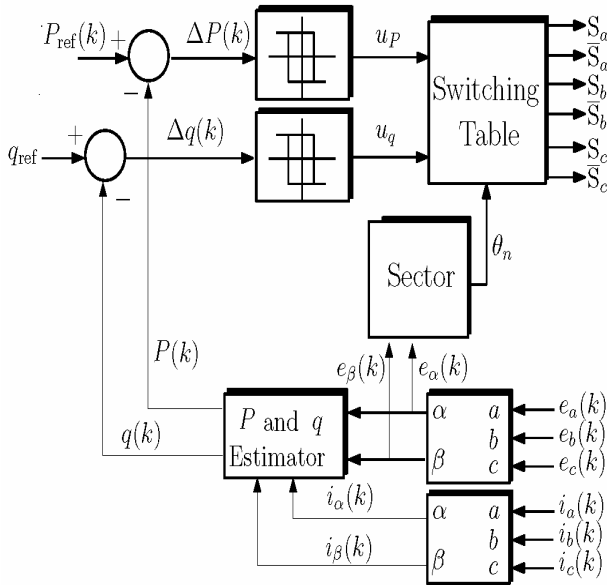 P_ref(k) + ΔP(k) u_P
−
q_ref + Δq(k) u_q
−
Switching
Table
S_a
S̅_a
S_b
S̅_b
S_c
S̅_c
θ_n
Sector
P(k)
q(k)
e_β(k) e_α(k)
P and q
Estimator
α a e_a(k)
b e_b(k)
β c e_c(k)
i_α(k)
i_β(k)
α a i_a(k)
b i_b(k)
β c i_c(k)